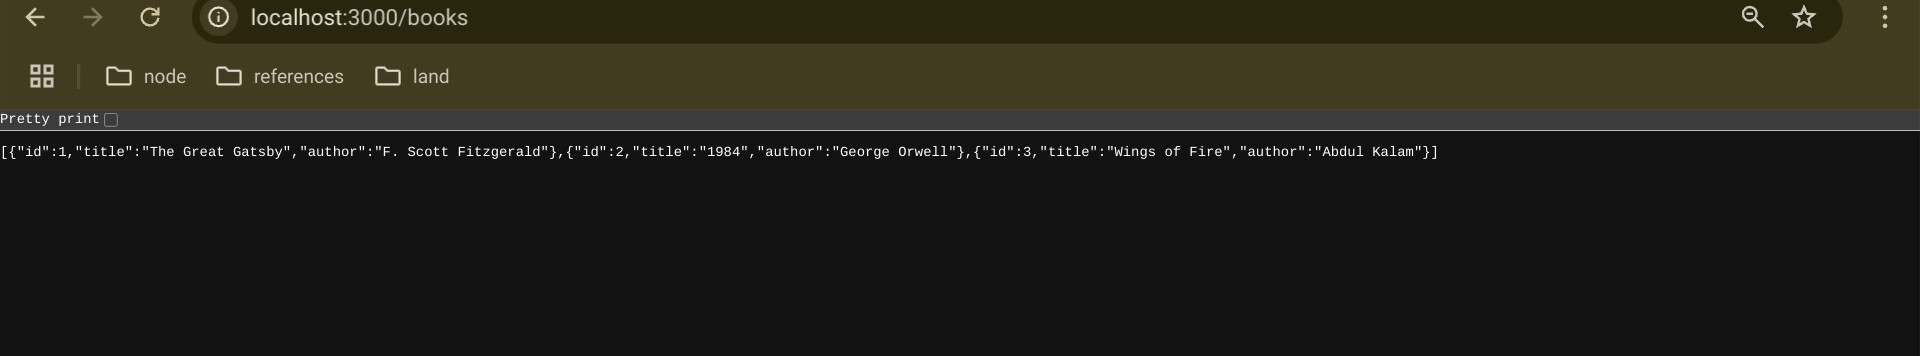 localhost:3000/books
node references land
Pretty print
[{"id":1,"title":"The Great Gatsby","author":"F. Scott Fitzgerald"},{"id":2,"title":"1984","author":"George Orwell"},{"id":3,"title":"Wings of Fire","author":"Abdul Kalam"}]